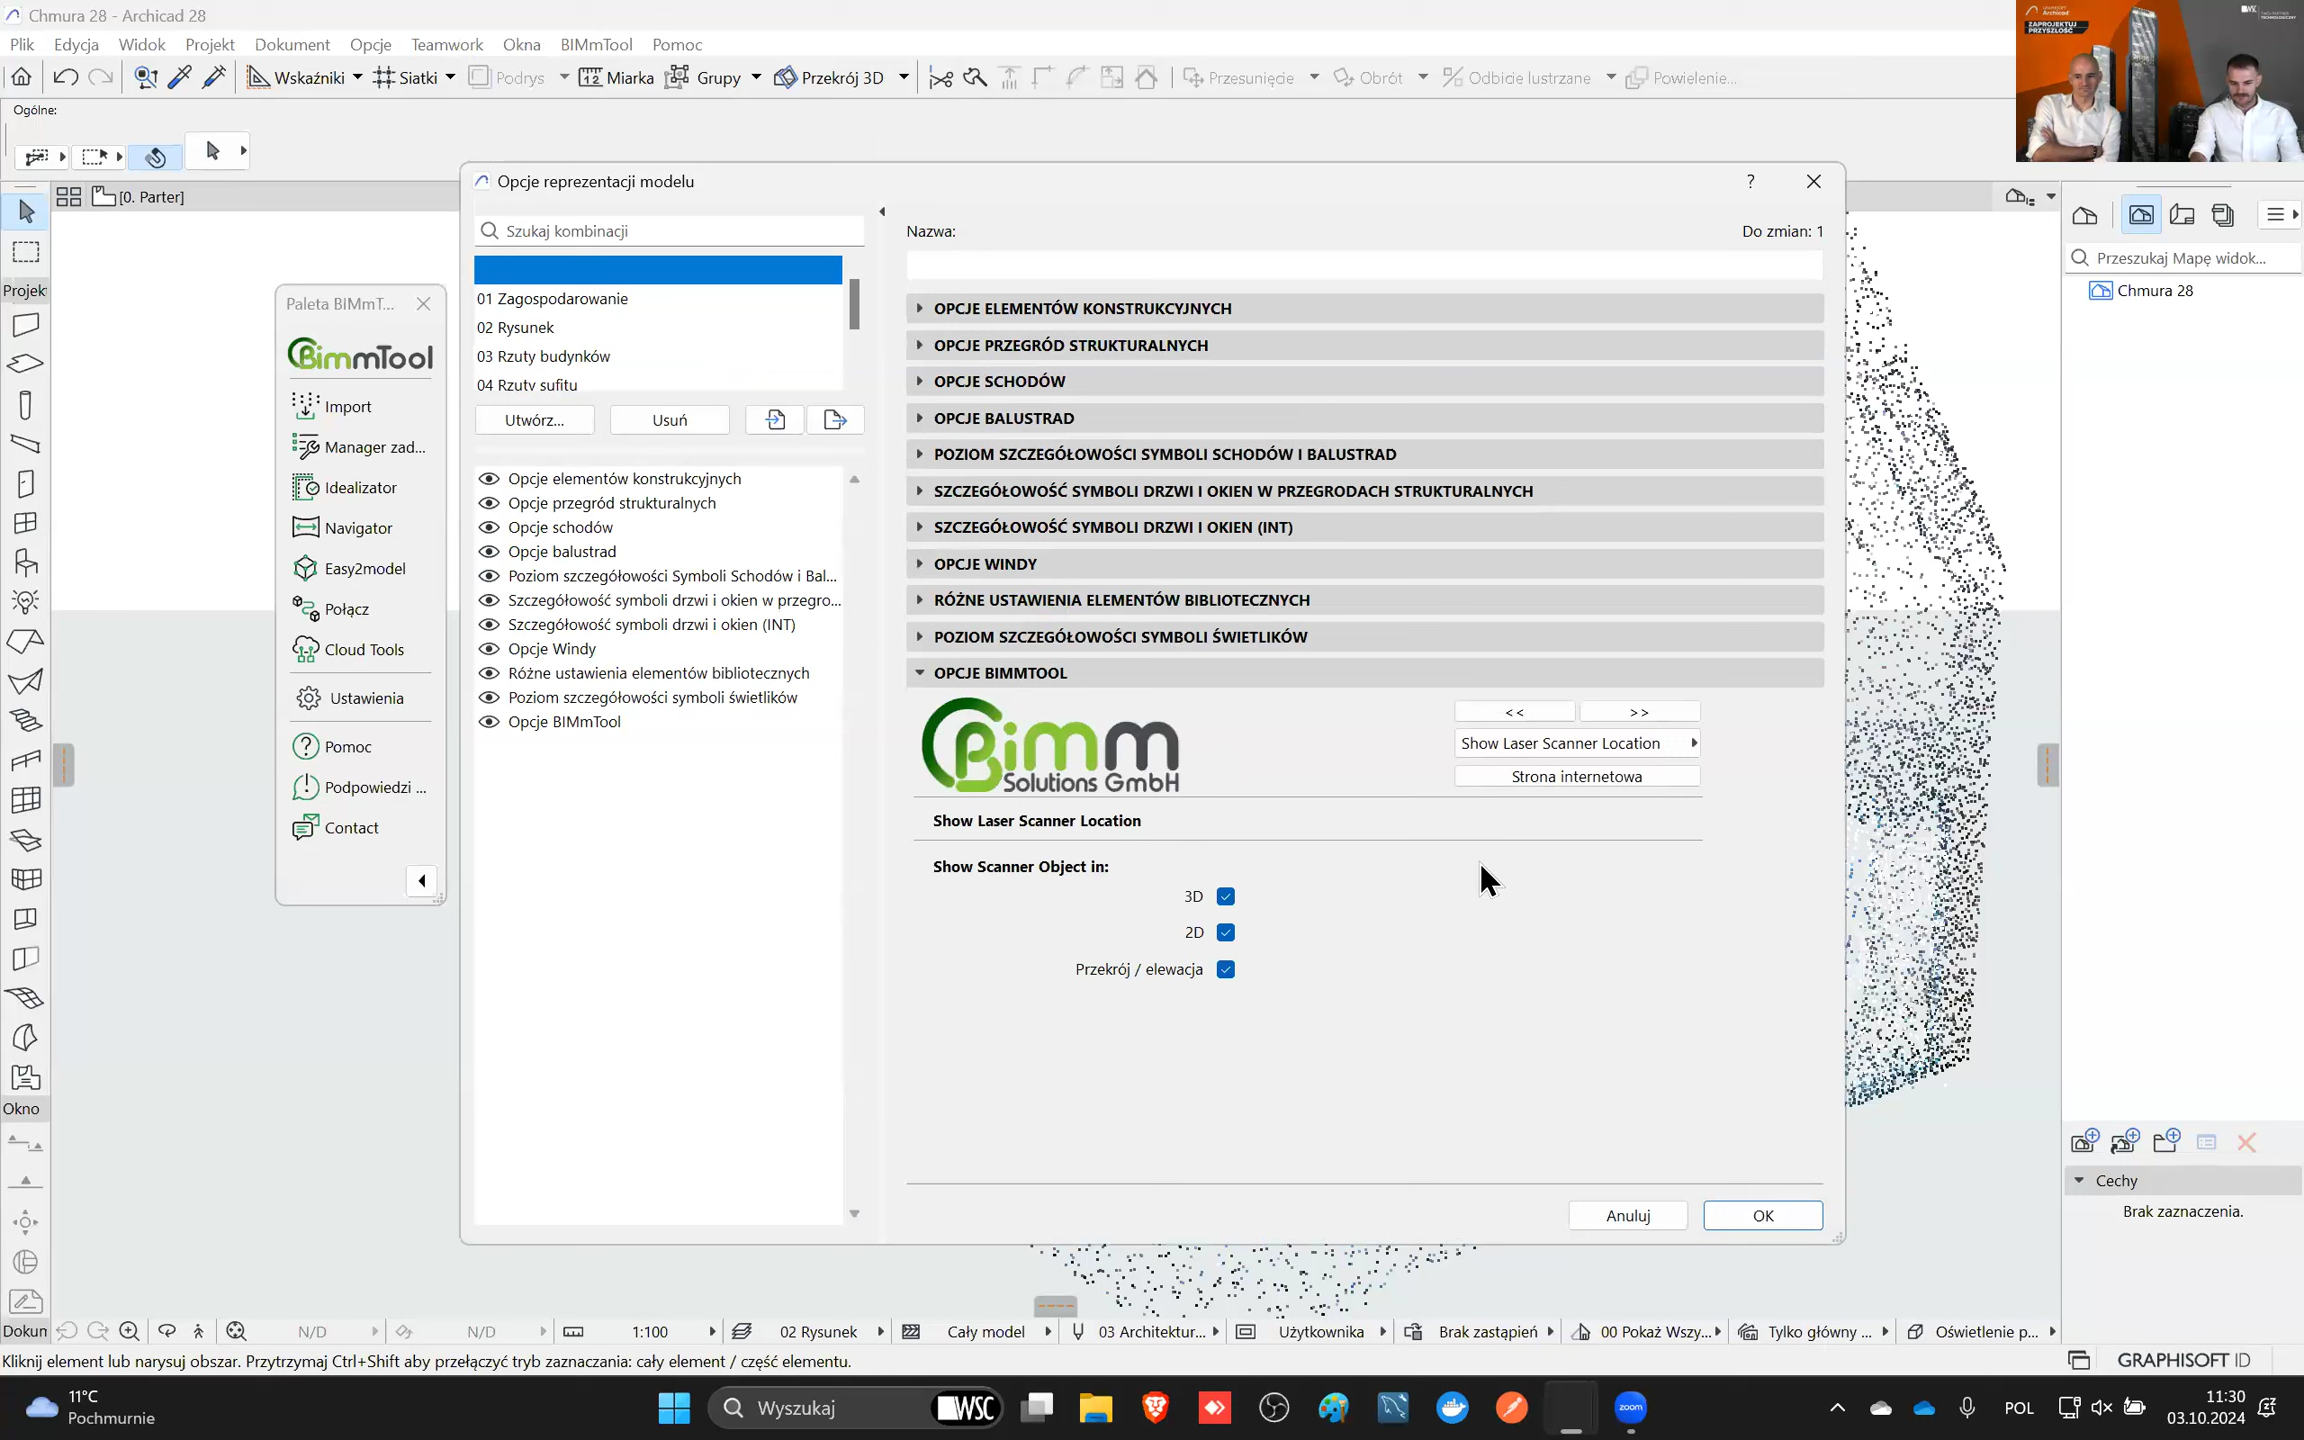 Chmura 28 - Archicad 28
Plik Edycja Widok Projekt Dokument Opcje Teamwork Okna BIMmTool Pomoc
Wskaźniki Siatki Podrys Miarka Grupy Przekrój 3D Przesunięcie Obrót Odbicie lustrzane Powielenie...
Ogólne:
[0. Parter]
Projekt
Okno
Dokum
Paleta BIMmT...
BimmTool
Import
Manager zad...
Idealizator
Navigator
Easy2model
Połącz
Cloud Tools
Ustawienia
Pomoc
Podpowiedzi ...
Contact
Opcje reprezentacji modelu
?
Szukaj kombinacji
01 Zagospodarowanie
02 Rysunek
03 Rzuty budynków
04 Rzuty sufitu
Utwórz...
Usuń
Opcje elementów konstrukcyjnych
Opcje przegród strukturalnych
Opcje schodów
Opcje balustrad
Poziom szczegółowości Symboli Schodów i Bal...
Szczegółowość symboli drzwi i okien w przegro...
Szczegółowość symboli drzwi i okien (INT)
Opcje Windy
Różne ustawienia elementów bibliotecznych
Poziom szczegółowości symboli świetlików
Opcje BIMmTool
Nazwa:
Do zmian: 1
OPCJE ELEMENTÓW KONSTRUKCYJNYCH
OPCJE PRZEGRÓD STRUKTURALNYCH
OPCJE SCHODÓW
OPCJE BALUSTRAD
POZIOM SZCZEGÓŁOWOŚCI SYMBOLI SCHODÓW I BALUSTRAD
SZCZEGÓŁOWOŚĆ SYMBOLI DRZWI I OKIEN W PRZEGRODACH STRUKTURALNYCH
SZCZEGÓŁOWOŚĆ SYMBOLI DRZWI I OKIEN (INT)
OPCJE WINDY
RÓŻNE USTAWIENIA ELEMENTÓW BIBLIOTECZNYCH
POZIOM SZCZEGÓŁOWOŚCI SYMBOLI ŚWIETLIKÓW
OPCJE BIMMTOOL
Bimm
Solutions GmbH
<< >>
Show Laser Scanner Location
Strona internetowa
Show Laser Scanner Location
Show Scanner Object in:
3D
2D
Przekrój / elewacja
Anuluj
OK
Archicad
ZAPROJEKTUJ
PRZYSZŁOŚĆ
WSC
Przeszukaj Mapę widok...
Chmura 28
Cechy
Brak zaznaczenia.
N/D N/D 1:100 02 Rysunek Cały model 03 Architektur... Użytkownika Brak zastąpień 00 Pokaż Wszy... Tylko główny ... Oświetlenie p...
Kliknij element lub narysuj obszar. Przytrzymaj Ctrl+Shift aby przełączyć tryb zaznaczania: cały element / część elementu.
GRAPHISOFT ID
11°C
Pochmurnie
Wyszukaj
WSC
zoom
POL
11:30
03.10.2024